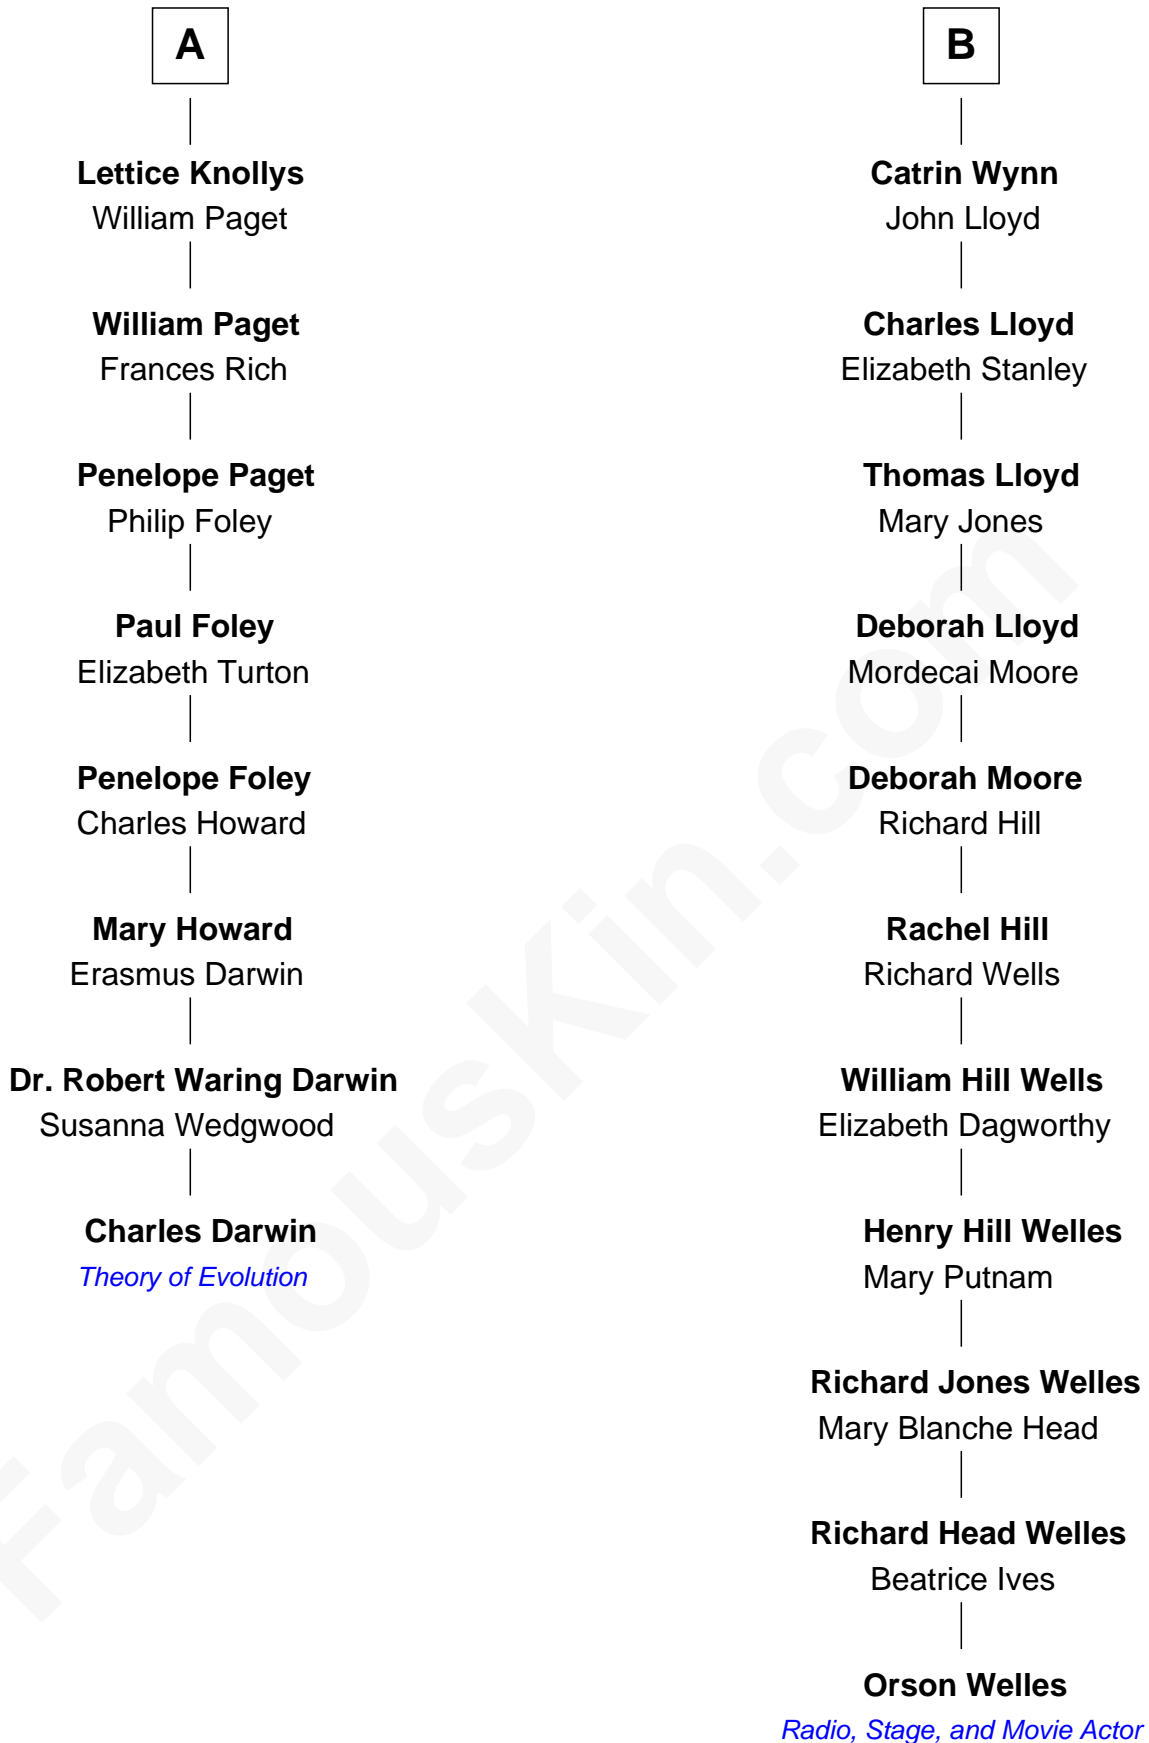 A
Lettice Knollys
William Paget
William Paget
Frances Rich
Penelope Paget
Philip Foley
Paul Foley
Elizabeth Turton
Penelope Foley
Charles Howard
Mary Howard
Erasmus Darwin
Dr. Robert Waring Darwin
Susanna Wedgwood
Charles Darwin
Theory of Evolution
B
Catrin Wynn
John Lloyd
Charles Lloyd
Elizabeth Stanley
Thomas Lloyd
Mary Jones
Deborah Lloyd
Mordecai Moore
Deborah Moore
Richard Hill
Rachel Hill
Richard Wells
William Hill Wells
Elizabeth Dagworthy
Henry Hill Welles
Mary Putnam
Richard Jones Welles
Mary Blanche Head
Richard Head Welles
Beatrice Ives
Orson Welles
Radio, Stage, and Movie Actor
FamousKin.com